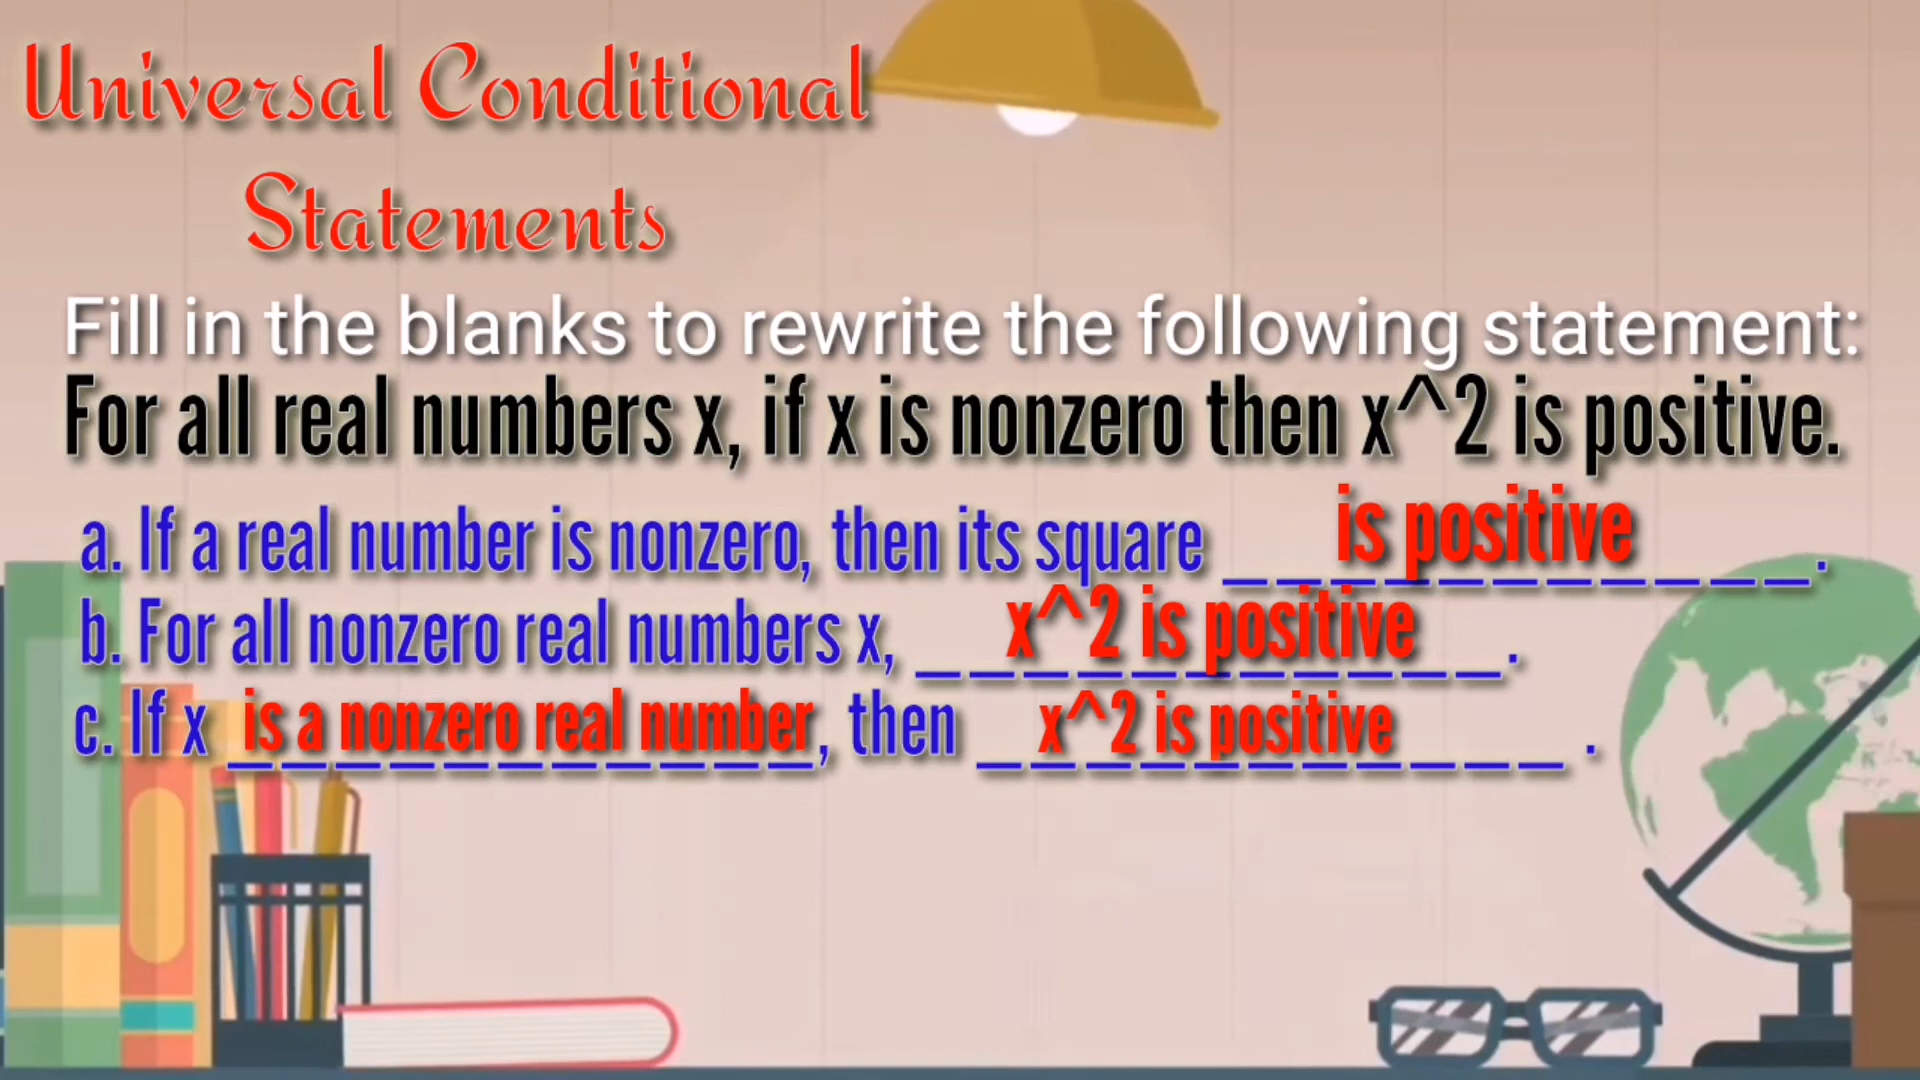 Universal Conditional
Statements
Fill in the blanks to rewrite the following statement:
For all real numbers x, if x is nonzero then x^2 is positive.
a. If a real number is nonzero, then its square is positive.
b. For all nonzero real numbers x, x^2 is positive.
c. If x is a nonzero real number, then x^2 is positive.